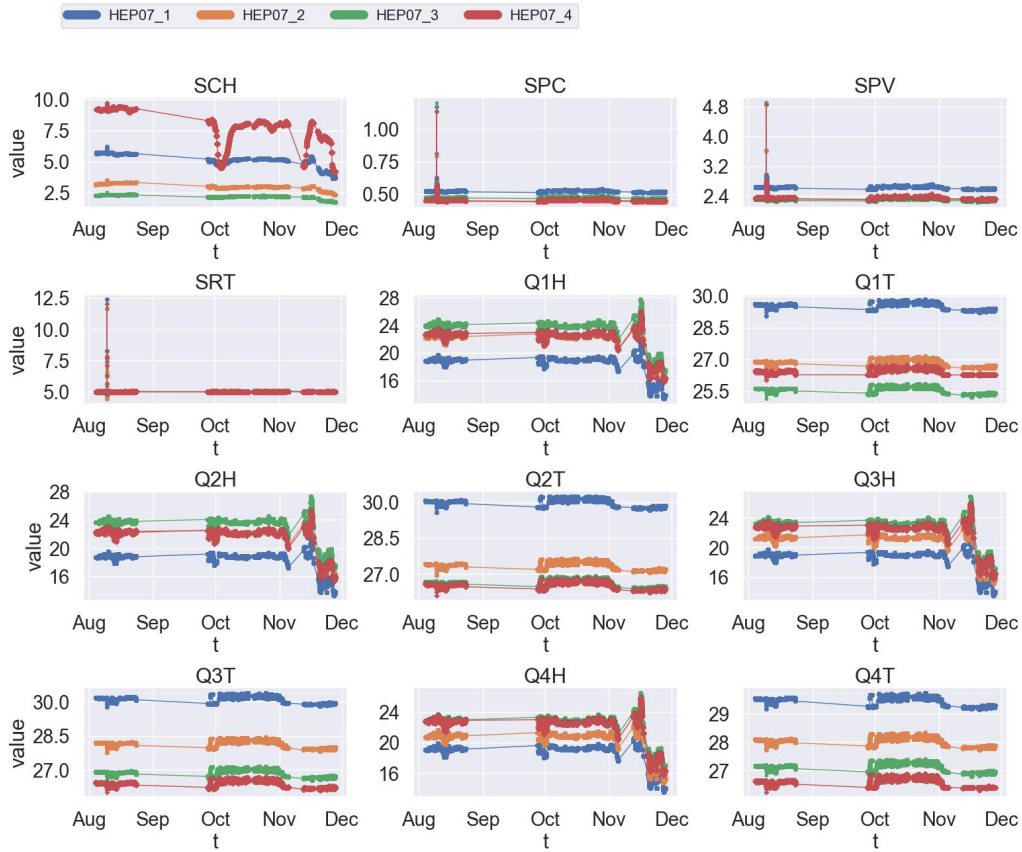 HEP07_1 HEP07_2 HEP07_3 HEP07_4
SCH SPC SPV
10.0 7.5 5.0 2.5
value
1.00 0.75 0.50
4.8 4.0 3.2 2.4
Aug Sep Oct Nov Dec Aug Sep Oct Nov Dec Aug Sep Oct Nov Dec
t t t
SRT Q1H Q1T
12.5 10.0 7.5 5.0
value
28 24 20 16
30.0 28.5 27.0 25.5
Aug Sep Oct Nov Dec Aug Sep Oct Nov Dec Aug Sep Oct Nov Dec
t t t
Q2H Q2T Q3H
28 24 20 16
value
30.0 28.5 27.0
24 20 16
Aug Sep Oct Nov Dec Aug Sep Oct Nov Dec Aug Sep Oct Nov Dec
t t t
Q3T Q4H Q4T
30.0 28.5 27.0
value
24 20 16
29 28 27
Aug Sep Oct Nov Dec Aug Sep Oct Nov Dec Aug Sep Oct Nov Dec
t t t